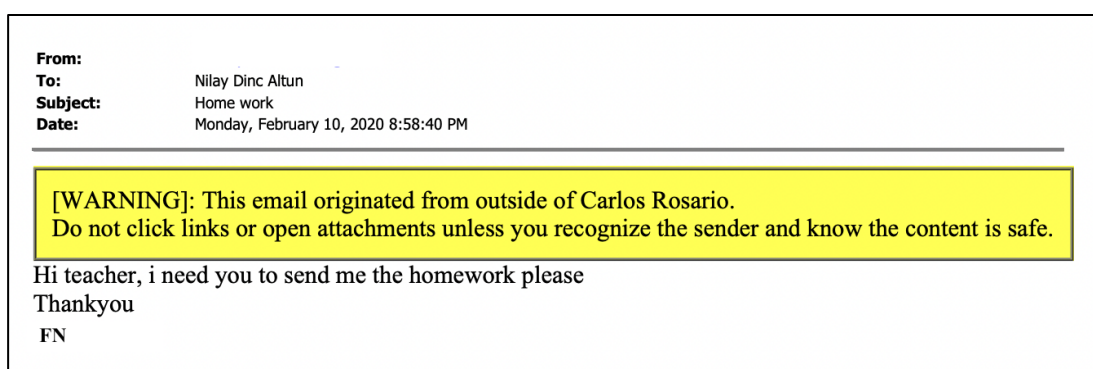 From:
To: Nilay Dinc Altun
Subject: Home work
Date: Monday, February 10, 2020 8:58:40 PM
[WARNING]: This email originated from outside of Carlos Rosario.
Do not click links or open attachments unless you recognize the sender and know the content is safe.
Hi teacher, i need you to send me the homework please
Thankyou
FN